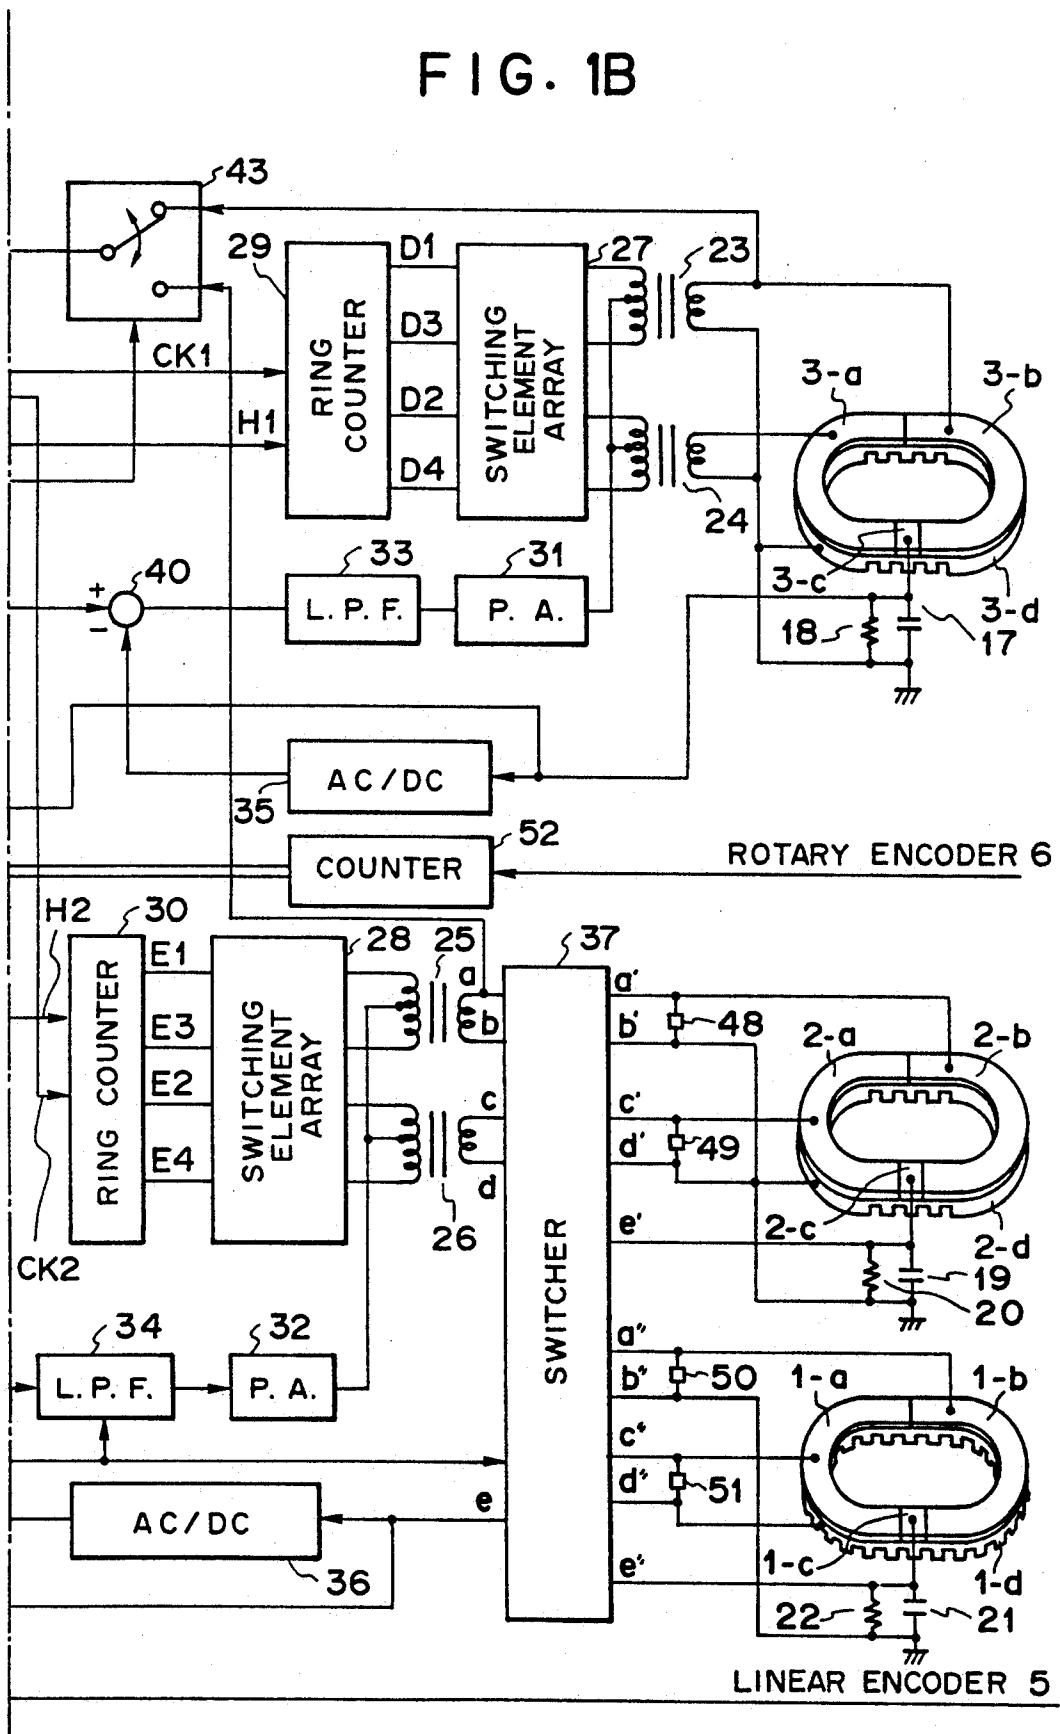 FIG. 1B
43
29
D1
27
23
CK1
D3
3-a
3-b
H1
RING COUNTER
D2
SWITCHING ELEMENT ARRAY
D4
24
33
31
3-c
+
40
−
L. P. F.
P. A.
18
17
3-d
AC/DC
35
52
COUNTER
ROTARY ENCODER 6
H2
30
28
25
37
E1
a
a'
b
b'
48
E3
2-a
2-b
RING COUNTER
E2
SWITCHING ELEMENT ARRAY
c
c'
d'
49
E4
d
26
e'
2-c
2-d
CK2
SWITCHER
19
20
34
32
a"
L. P. F.
P. A.
b"
50
1-a
1-b
c"
d"
51
e
AC/DC
36
e"
1-c
1-d
22
21
LINEAR ENCODER 5